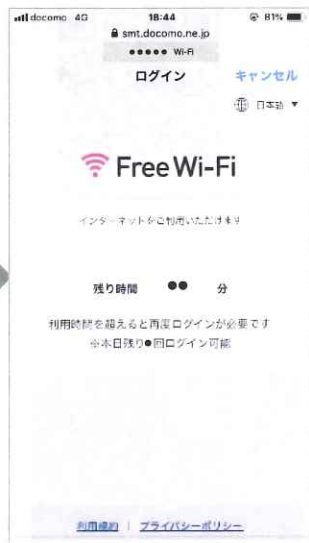 docomo 4G 18:44 81%
smt.docomo.ne.jp
●●●●● Wi-Fi
ログイン キャンセル
日本語 ▼
Free Wi-Fi
インターネットをご利用いただけます
残り時間 ●● 分
利用時間を超えると再度ログインが必要です
※本日残り●回ログイン可能
利用規約 | プライバシーポリシー